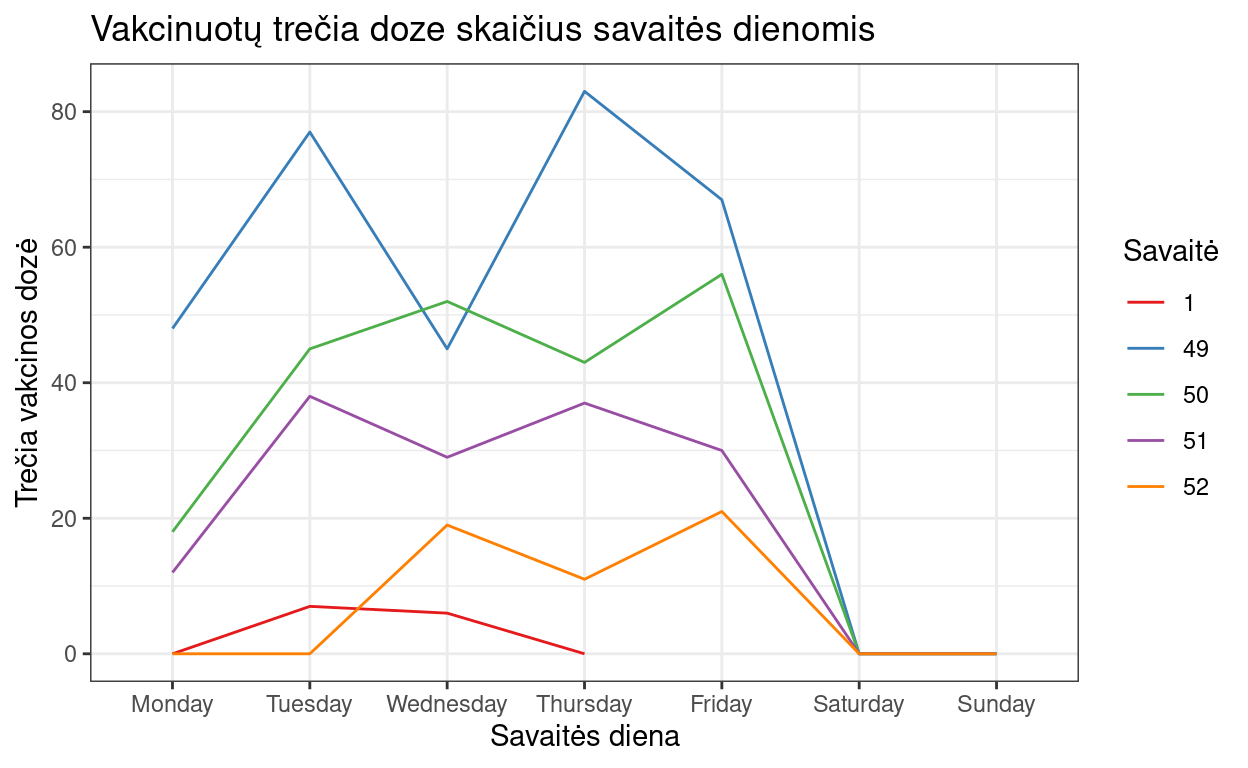 Vakcinuotų trečia doze skaičius savaitės dienomis
Trečia vakcinos dozė
80
60
40
20
0
Monday Tuesday Wednesday Thursday Friday Saturday Sunday
Savaitės diena
Savaitė
1
49
50
51
52